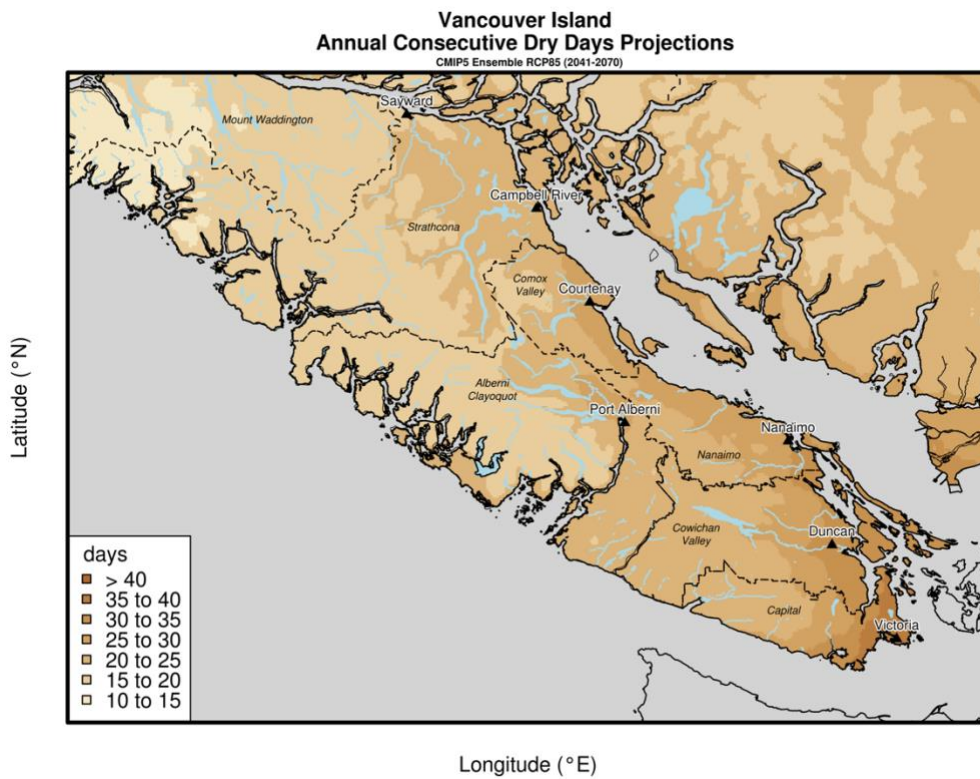 Vancouver Island
Annual Consecutive Dry Days Projections
CMIP5 Ensemble RCP85 (2041-2070)
Sayward
Mount Waddington
Campbell River
Strathcona
Comox
Valley
Courtenay
Alberni
Clayoquot
Port Alberni
Nanaimo
Nanaimo
Cowichan
Valley
Duncan
Capital
Victoria
days
> 40
35 to 40
30 to 35
25 to 30
20 to 25
15 to 20
10 to 15
Latitude (°N)
Longitude (°E)